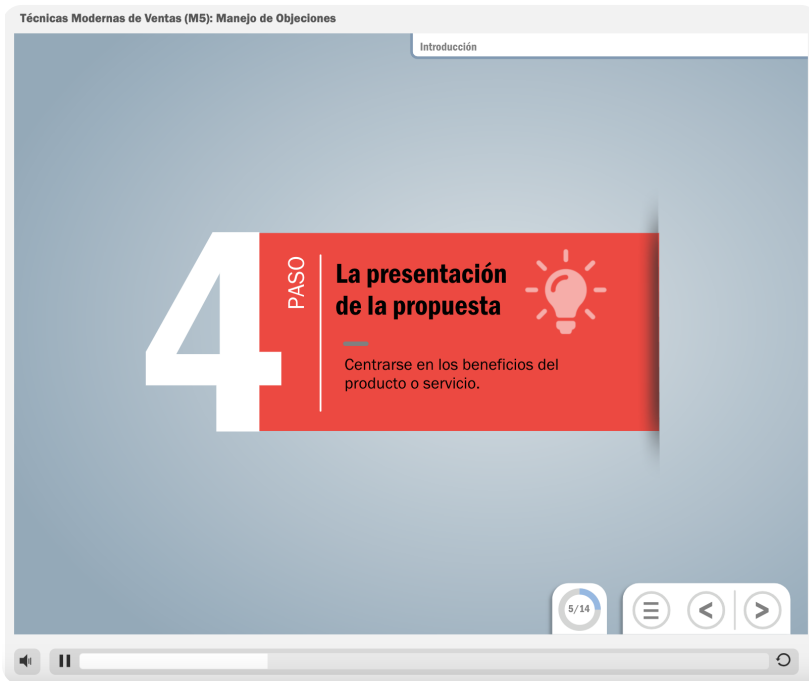 Técnicas Modernas de Ventas (M5): Manejo de Objeciones
Introducción
4
PASO
La presentación
de la propuesta
Centrarse en los beneficios del
producto o servicio.
5/14